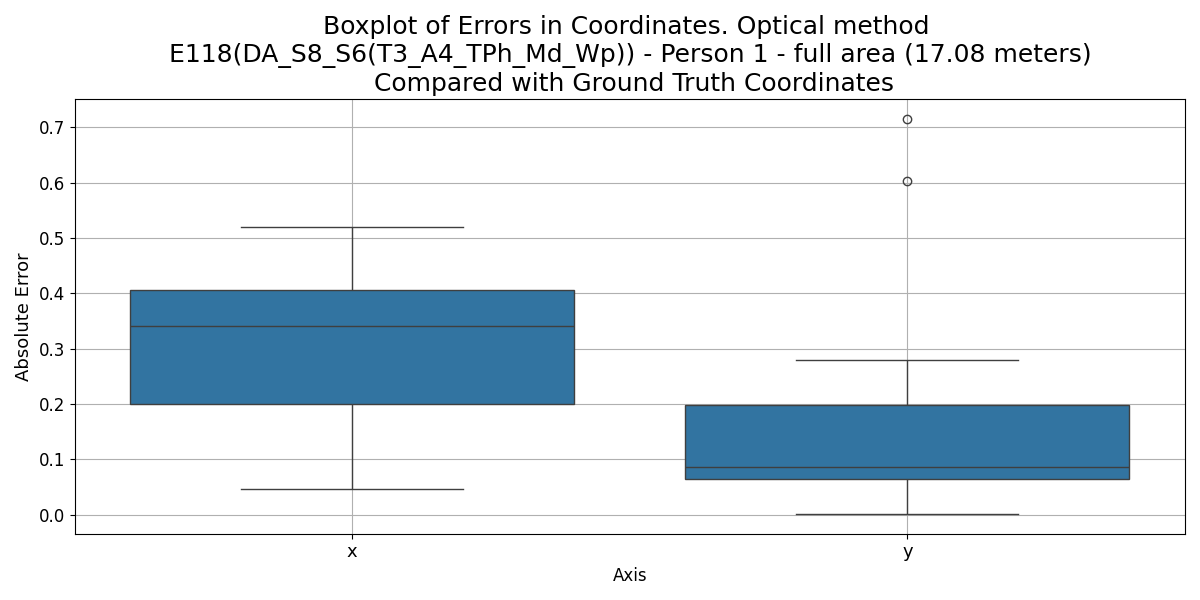 Boxplot of Errors in Coordinates. Optical method
E118(DA_S8_S6(T3_A4_TPh_Md_Wp)) - Person 1 - full area (17.08 meters)
Compared with Ground Truth Coordinates
Absolute Error
0.7
0.6
0.5
0.4
0.3
0.2
0.1
0.0
x
y
Axis